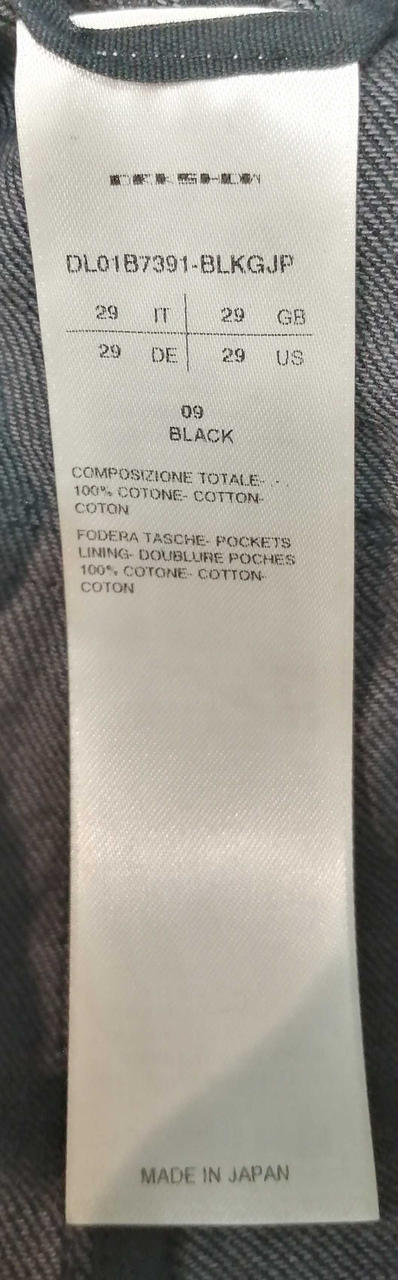 DRKSHDW
DL01B7391-BLKGJP
29 IT 29 GB
29 DE 29 US
09
BLACK
COMPOSIZIONE TOTALE- .-
100% COTONE- COTTON-
COTON
FODERA TASCHE- POCKETS
LINING- DOUBLURE POCHES
100% COTONE- COTTON-
COTON
MADE IN JAPAN